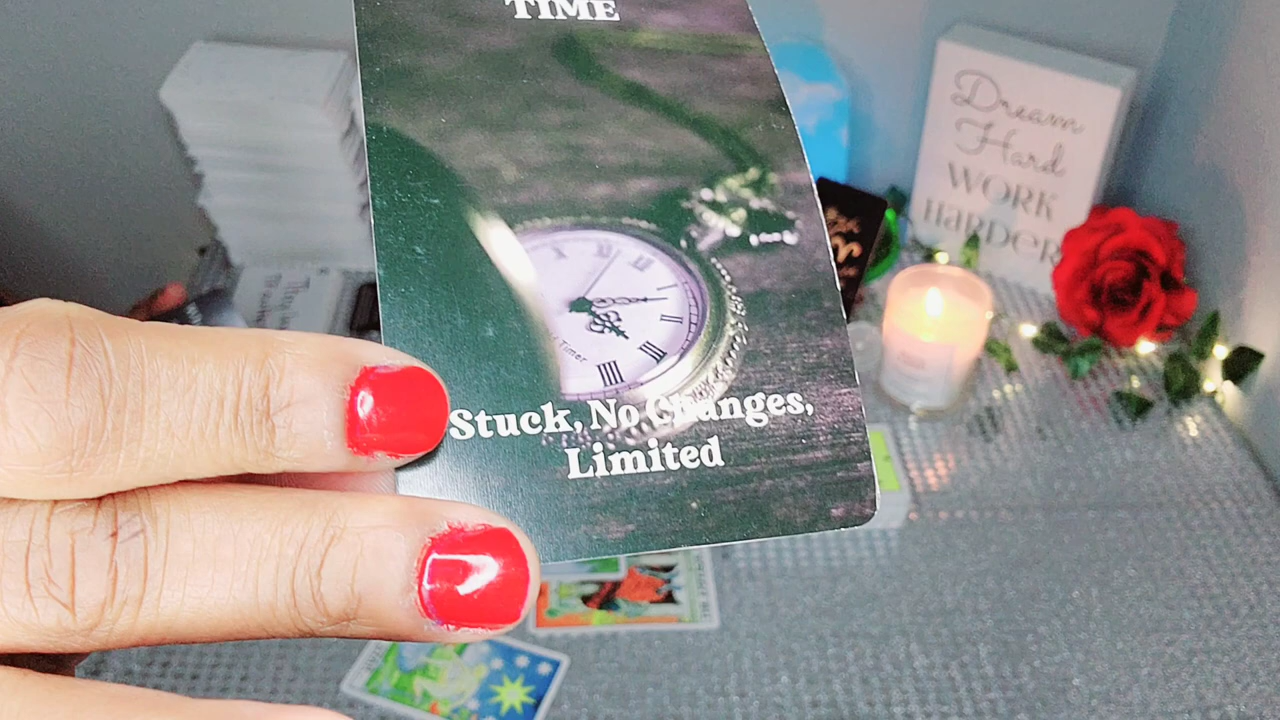 TIME
Stuck, No Changes,
Limited
Dream
Hard
WORK
HARDER